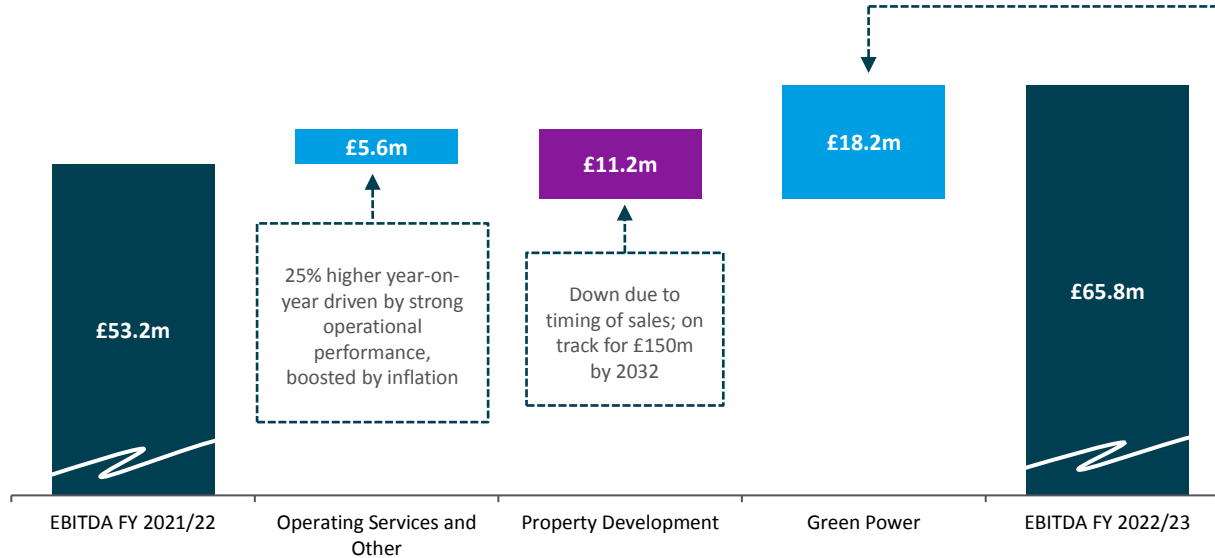 £5.6m
£11.2m
£18.2m
£53.2m
£65.8m
25% higher year-on-
year driven by strong
operational
performance,
boosted by inflation
Down due to
timing of sales; on
track for £150m
by 2032
EBITDA FY 2021/22
Operating Services and
Other
Property Development
Green Power
EBITDA FY 2022/23